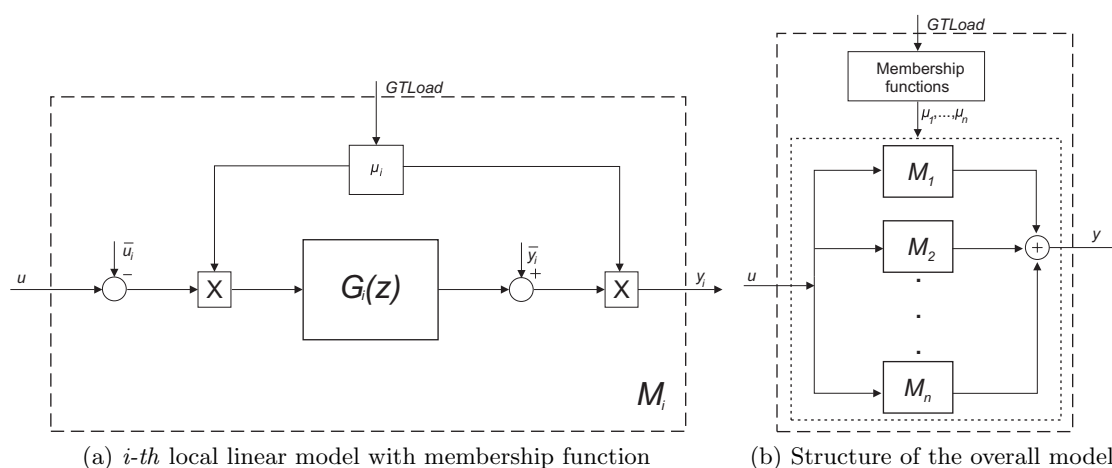 GTLoad
μi
u
ūi
−
X
Gi(z)
ȳi
+
X
yi
Mi
(a) i-th local linear model with membership function
GTLoad
Membership
functions
μ1,...,μn
M1
M2
+
y
u
.
.
.
Mn
(b) Structure of the overall model